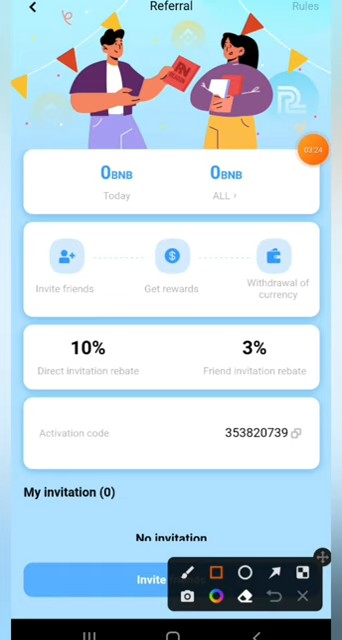 Referral
Rules
0BNB
0BNB
Today
ALL ›
03:24
Invite friends
Get rewards
Withdrawal of
currency
10%
3%
Direct invitation rebate
Friend invitation rebate
Activation code
353820739
My invitation (0)
No invitation
Invite friends